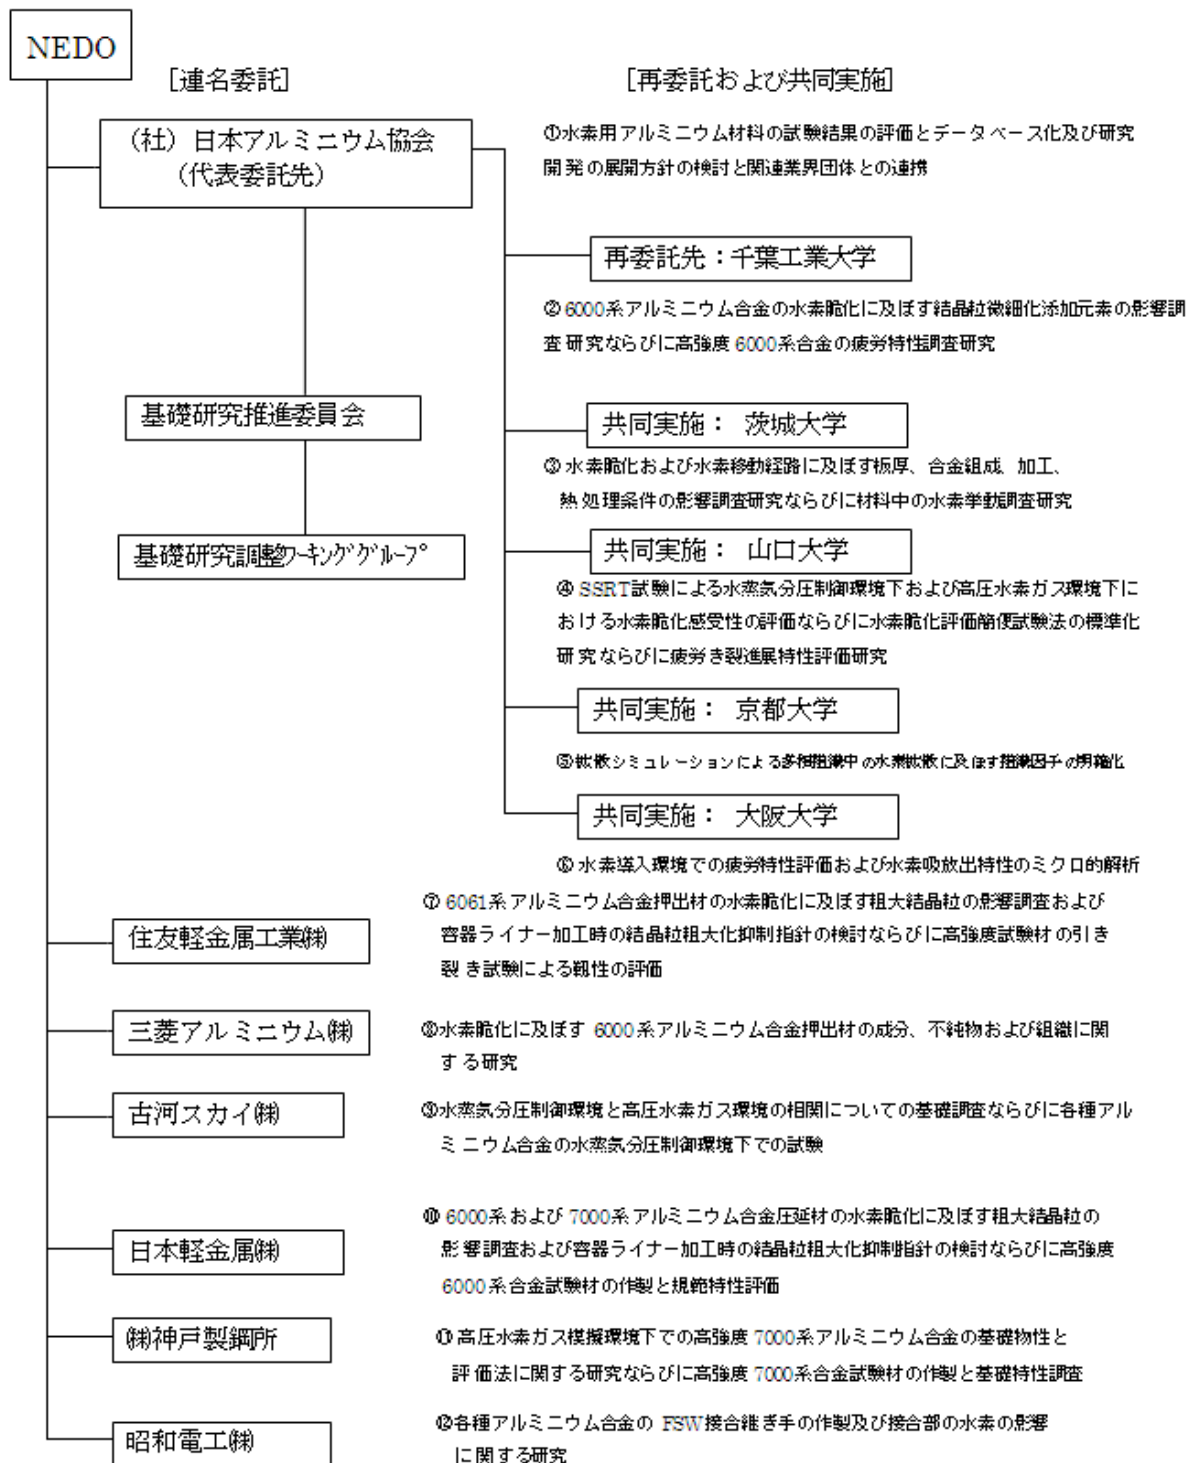 NEDO
[連名委託]
[再委託および共同実施]
(社)日本アルミニウム協会
(代表委託先)
①水素用アルミニウム材料の試験結果の評価とデータベース化及び研究
開発の展開方針の検討と関連業界団体との連携
再委託先:千葉工業大学
②6000系アルミニウム合金の水素脆化に及ぼす結晶粒微細化添加元素の影響調
査研究ならびに高強度6000系合金の疲労特性調査研究
基礎研究推進委員会
共同実施: 茨城大学
③水素脆化および水素移動経路に及ぼす板厚、合金組成、加工、
熱処理条件の影響調査研究ならびに材料中の水素挙動調査研究
基礎研究調整ワーキンググループ
共同実施: 山口大学
④SSRT試験による水蒸気分圧制御環境下および高圧水素ガス環境下に
おける水素脆化感受性の評価ならびに水素脆化評価簡便試験法の標準化
研究ならびに疲労き裂進展特性評価研究
共同実施: 京都大学
⑤拡散シミュレーションによる多相組織中の水素拡散に及ぼす組織因子の明確化
共同実施: 大阪大学
⑥水素導入環境での疲労特性評価および水素吸放出特性のミクロ的解析
住友軽金属工業㈱
⑦6061系アルミニウム合金押出材の水素脆化に及ぼす粗大結晶粒の影響調査および
容器ライナー加工時の結晶粒粗大化抑制指針の検討ならびに高強度試験材の引き
裂き試験による靱性の評価
三菱アルミニウム㈱
⑧水素脆化に及ぼす6000系アルミニウム合金押出材の成分、不純物および組織に関
する研究
古河スカイ㈱
⑨水蒸気分圧制御環境と高圧水素ガス環境の相関についての基礎調査ならびに各種アル
ミニウム合金の水蒸気分圧制御環境下での試験
日本軽金属㈱
⑩6000系および7000系アルミニウム合金圧延材の水素脆化に及ぼす粗大結晶粒の
影響調査および容器ライナー加工時の結晶粒粗大化抑制指針の検討ならびに高強度
6000系合金試験材の作製と規範特性評価
㈱神戸製鋼所
⑪高圧水素ガス模擬環境下での高強度7000系アルミニウム合金の基礎物性と
評価法に関する研究ならびに高強度7000系合金試験材の作製と基礎特性調査
昭和電工㈱
⑫各種アルミニウム合金のFSW接合継ぎ手の作製及び接合部の水素の影響
に関する研究